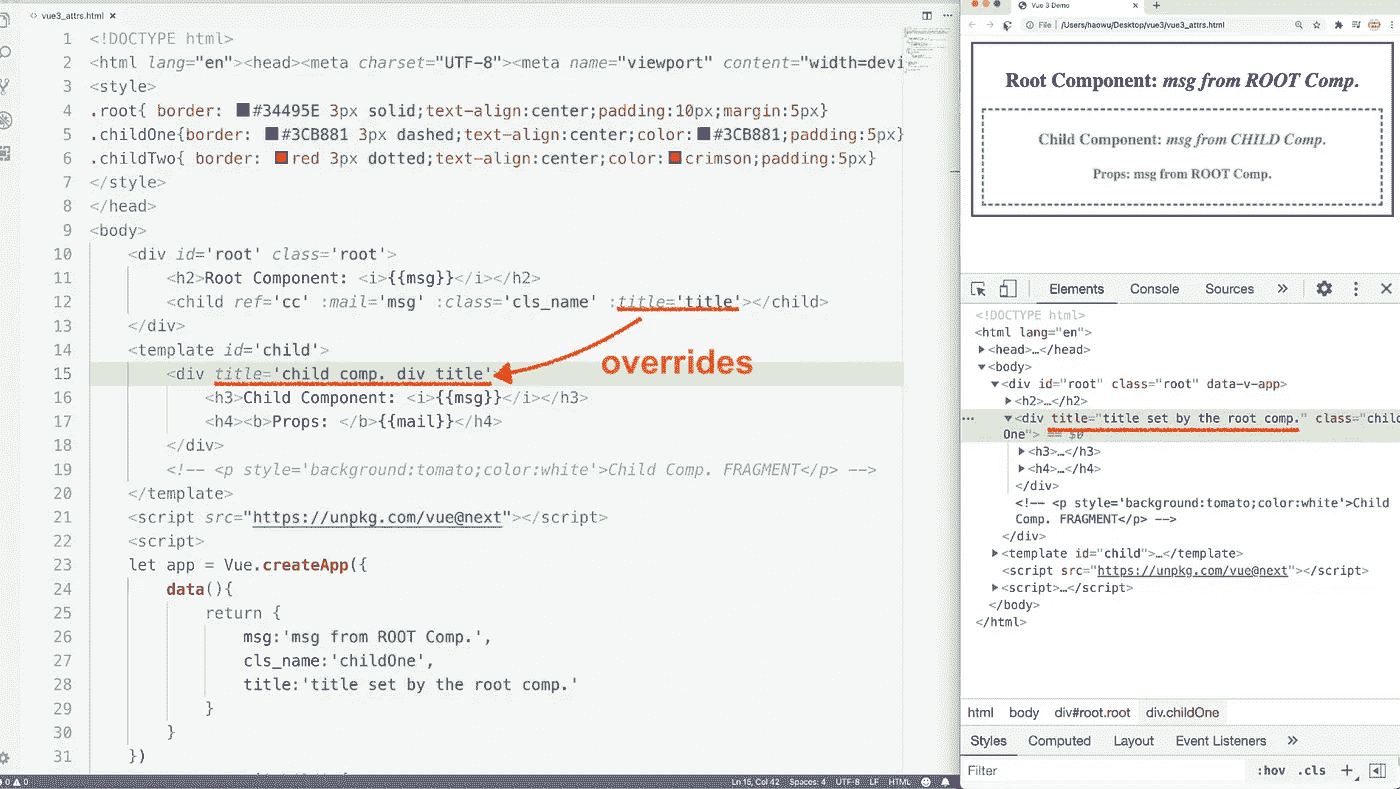 vue3_attrs.html ×
1 <!DOCTYPE html>
2 <html lang="en"><head><meta charset="UTF-8"><meta name="viewport" content="width=devi
3 <style>
4 .root{ border: #34495E 3px solid;text-align:center;padding:10px;margin:5px}
5 .childOne{border: #3CB881 3px dashed;text-align:center;color:#3CB881;padding:5px}
6 .childTwo{ border: red 3px dotted;text-align:center;color:crimson;padding:5px}
7 </style>
8 </head>
9 <body>
10 <div id='root' class='root'>
11 <h2>Root Component: <i>{{msg}}</i></h2>
12 <child ref='cc' :mail='msg' :class='cls_name' :title='title'></child>
13 </div>
14 <template id='child'>
15 <div title='child comp. div title'
overrides
16 <h3>Child Component: <i>{{msg}}</i></h3>
17 <h4><b>Props: </b>{{mail}}</h4>
18 </div>
19 <!-- <p style='background:tomato;color:white'>Child Comp. FRAGMENT</p> -->
20 </template>
21 <script src="https://unpkg.com/vue@next"></script>
22 <script>
23 let app = Vue.createApp({
24 data(){
25 return {
26 msg:'msg from ROOT Comp.',
27 cls_name:'childOne',
28 title:'title set by the root comp.'
29 }
30 }
31 })
0 0 Ln 15, Col 42 Spaces: 4 UTF-8 LF HTML
Vue 3 Demo
File | /Users/haowu/Desktop/vue3/vue3_attrs.html
Root Component: msg from ROOT Comp.
Child Component: msg from CHILD Comp.
Props: msg from ROOT Comp.
Elements Console Sources »
<!DOCTYPE html>
<html lang="en">
<head>…</head>
<body>
<div id="root" class="root" data-v-app>
<h2>…</h2>
<div title="title set by the root comp." class="child
One"> == $0
<h3>…</h3>
<h4>…</h4>
</div>
<!-- <p style='background:tomato;color:white'>Child
Comp. FRAGMENT</p> -->
</div>
<template id="child">…</template>
<script src="https://unpkg.com/vue@next"></script>
<script>…</script>
</body>
</html>
html body div#root.root div.childOne
Styles Computed Layout Event Listeners »
Filter :hov .cls +